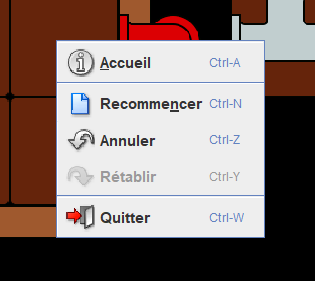 Accueil Ctrl-A
Recommencer Ctrl-N
Annuler Ctrl-Z
Rétablir Ctrl-Y
Quitter Ctrl-W